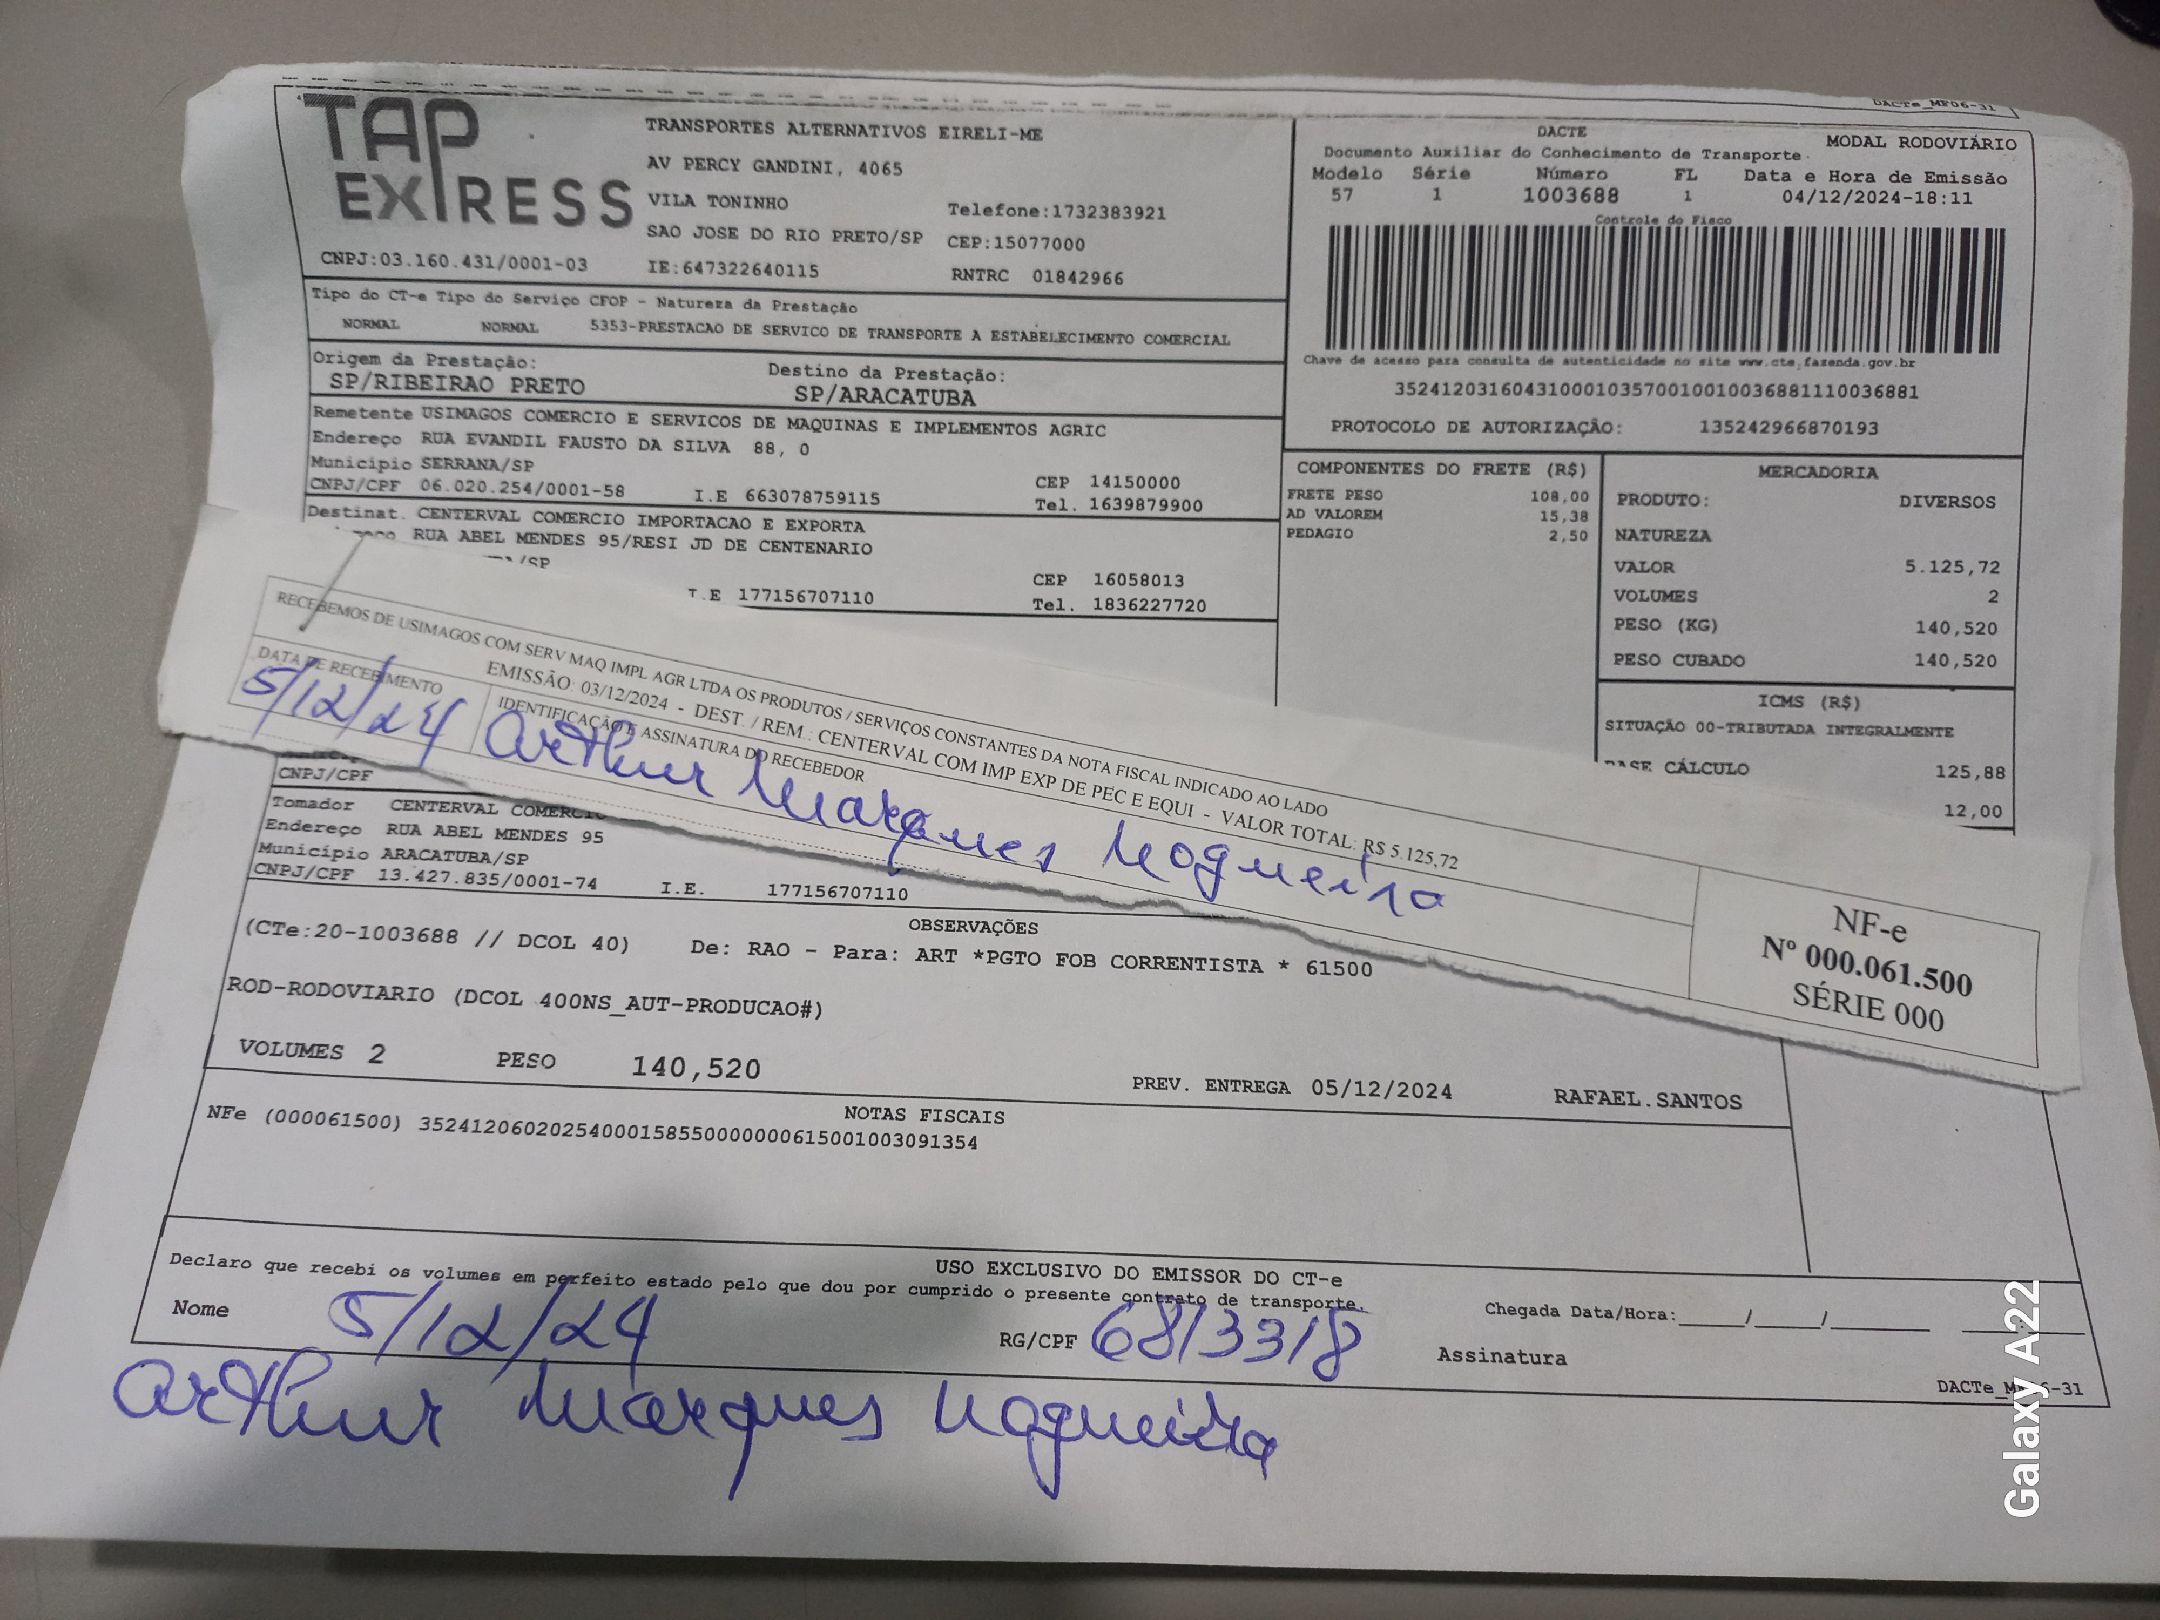 DACTe_MF06-31
TAP EXPRESS
TRANSPORTES ALTERNATIVOS EIRELI-ME
AV PERCY GANDINI, 4065
VILA TONINHO
Telefone:1732383921
SAO JOSE DO RIO PRETO/SP
CEP:15077000
CNPJ:03.160.431/0001-03
IE:647322640115
RNTRC 01842966
DACTE
MODAL RODOVIÁRIO
Documento Auxiliar do Conhecimento de Transporte
Modelo Série Número FL Data e Hora de Emissão
57 1 1003688 1 04/12/2024-18:11
Controle do Fisco
Chave de acesso para consulta de autenticidade no site www.cte.fazenda.gov.br
35241203160431000103570010010036881110036881
PROTOCOLO DE AUTORIZAÇÃO: 135242966870193
Tipo do CT-e Tipo do Serviço CFOP - Natureza da Prestação
NORMAL NORMAL 5353-PRESTACAO DE SERVICO DE TRANSPORTE A ESTABELECIMENTO COMERCIAL
Origem da Prestação: Destino da Prestação:
SP/RIBEIRAO PRETO SP/ARACATUBA
Remetente USIMAGOS COMERCIO E SERVICOS DE MAQUINAS E IMPLEMENTOS AGRIC
Endereço RUA EVANDIL FAUSTO DA SILVA 88, 0
Município SERRANA/SP CEP 14150000
CNPJ/CPF 06.020.254/0001-58 I.E 663078759115 Tel. 1639879900
Destinat. CENTERVAL COMERCIO IMPORTACAO E EXPORTA
RUA ABEL MENDES 95/RESI JD DE CENTENARIO
/SP CEP 16058013
I.E 177156707110 Tel. 1836227720
COMPONENTES DO FRETE (R$)
FRETE PESO 108,00
AD VALOREM 15,38
PEDAGIO 2,50
MERCADORIA
PRODUTO: DIVERSOS
NATUREZA
VALOR 5.125,72
VOLUMES 2
PESO (KG) 140,520
PESO CUBADO 140,520
ICMS (R$)
SITUAÇÃO 00-TRIBUTADA INTEGRALMENTE
BASE CÁLCULO 125,88
12,00
RECEBEMOS DE USIMAGOS COM SERV MAQ IMPL AGR LTDA OS PRODUTOS / SERVIÇOS CONSTANTES DA NOTA FISCAL INDICADO AO LADO
EMISSÃO: 03/12/2024 - DEST. / REM.: CENTERVAL COM IMP EXP DE PEC E EQUI - VALOR TOTAL: R$ 5.125,72
DATA DE RECEBIMENTO
IDENTIFICAÇÃO E ASSINATURA DO RECEBEDOR
5/12/24 Arthur Marques Nogueira
NF-e
Nº 000.061.500
SÉRIE 000
CNPJ/CPF
Tomador CENTERVAL COMERCIO
Endereço RUA ABEL MENDES 95
Município ARACATUBA/SP
CNPJ/CPF 13.427.835/0001-74 I.E. 177156707110
OBSERVAÇÕES
(CTe:20-1003688 // DCOL 40) De: RAO - Para: ART *PGTO FOB CORRENTISTA * 61500
ROD-RODOVIARIO (DCOL 400NS_AUT-PRODUCAO#)
VOLUMES 2 PESO 140,520 PREV. ENTREGA 05/12/2024 RAFAEL.SANTOS
NOTAS FISCAIS
NFe (000061500) 35241206020254000158550000000615001003091354
USO EXCLUSIVO DO EMISSOR DO CT-e
Declaro que recebi os volumes em perfeito estado pelo que dou por cumprido o presente contrato de transporte.
Nome 5/12/24 RG/CPF 6813318 Assinatura
Chegada Data/Hora:_____/_____/________
Arthur Marques Nogueira
DACTe_MF06-31
Galaxy A22